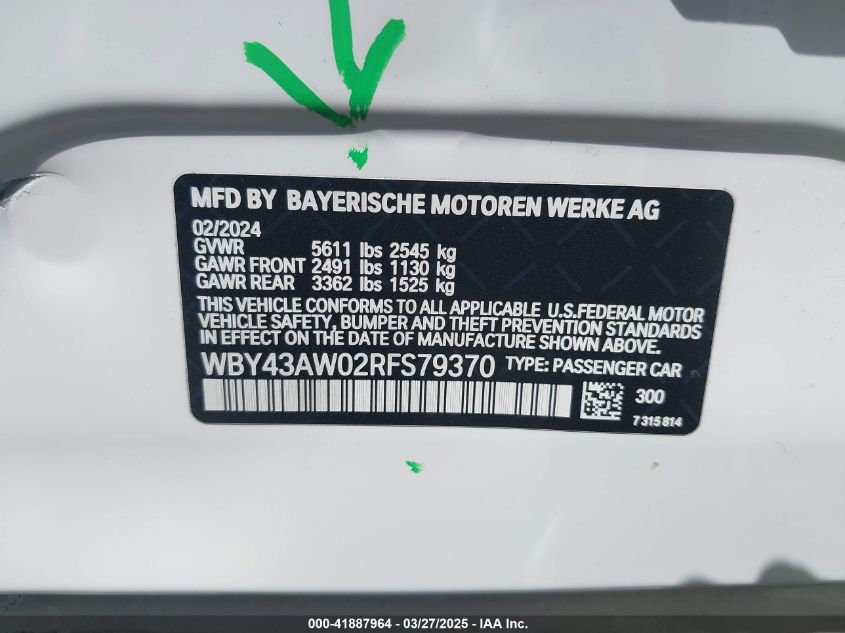 MFD BY BAYERISCHE MOTOREN WERKE AG
02/2024
GVWR 5611 lbs 2545 kg
GAWR FRONT 2491 lbs 1130 kg
GAWR REAR 3362 lbs 1525 kg
THIS VEHICLE CONFORMS TO ALL APPLICABLE U.S.FEDERAL MOTOR
VEHICLE SAFETY, BUMPER AND THEFT PREVENTION STANDARDS
IN EFFECT ON THE DATE OF MANUFACTURE SHOWN ABOVE.
WBY43AW02RFS79370 TYPE: PASSENGER CAR
300
7315814
000-41887964 - 03/27/2025 - IAA Inc.